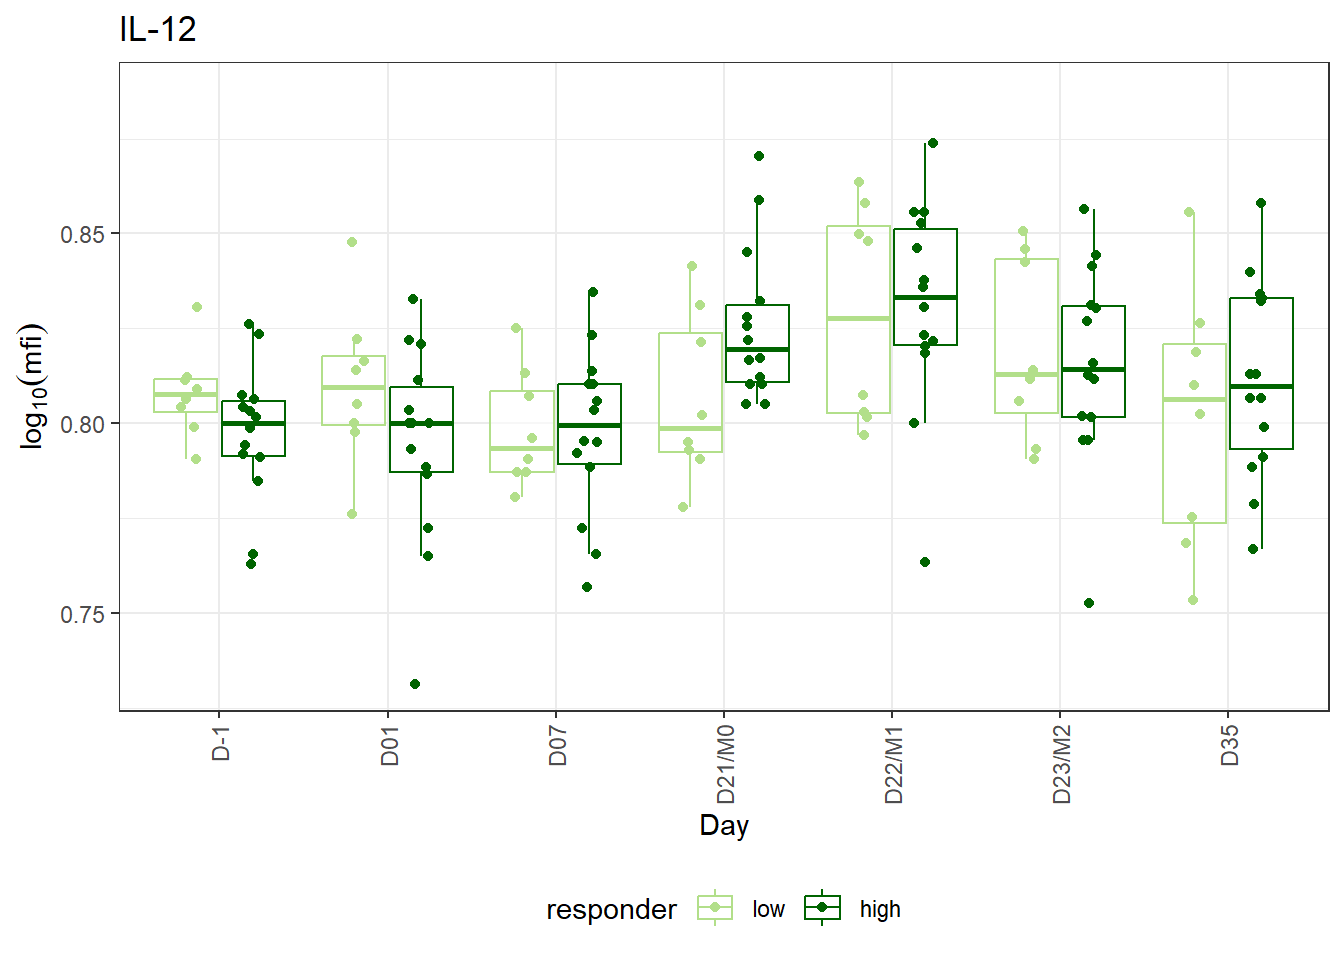 IL-12
log10(mfi)
0.85
0.80
0.75
D-1
D01
D07
D21/M0
D22/M1
D23/M2
D35
Day
responder low high